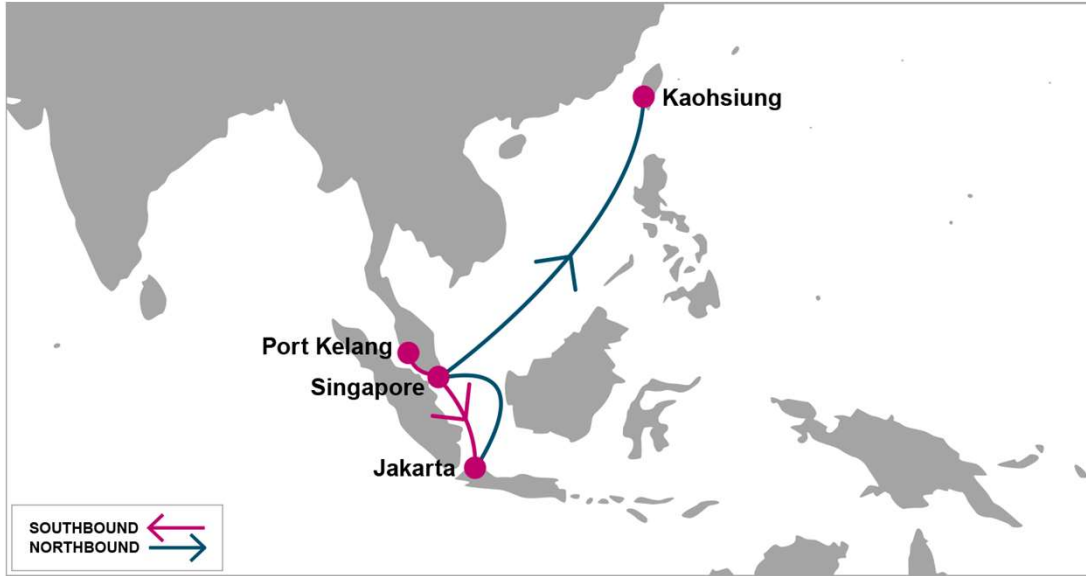 Kaohsiung
Port Kelang
Singapore
Jakarta
SOUTHBOUND
NORTHBOUND